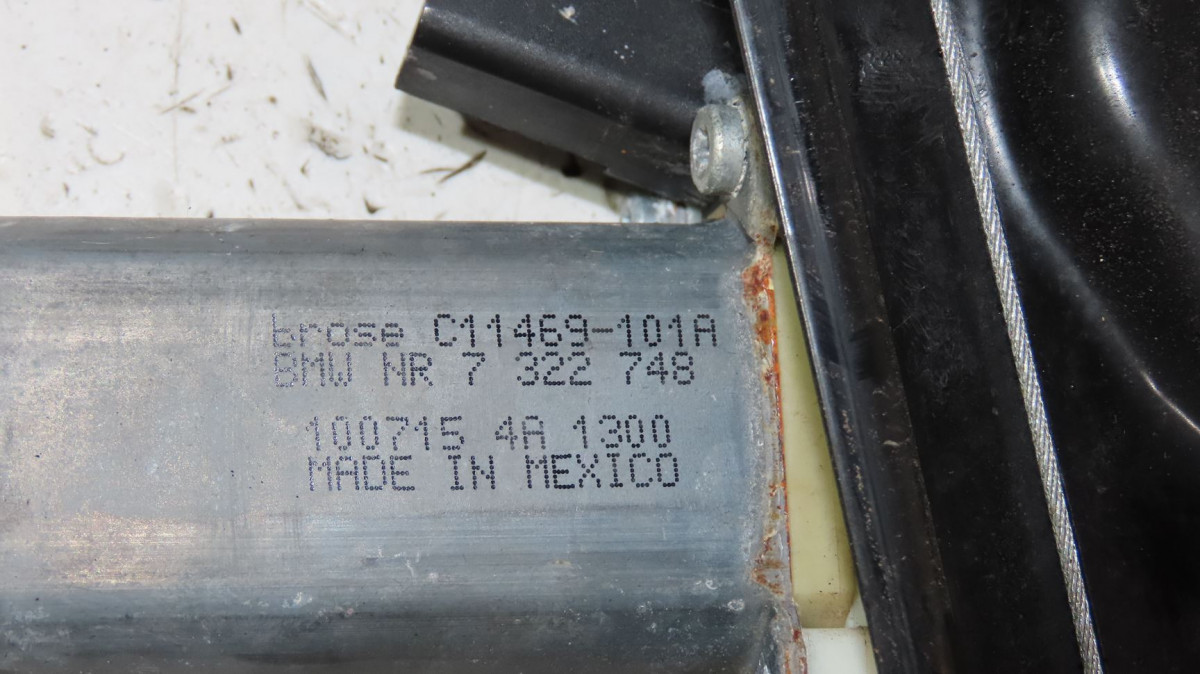 brose C11469-101A
BMW NR 7 322 748
100715 4A 1300
MADE IN MEXICO